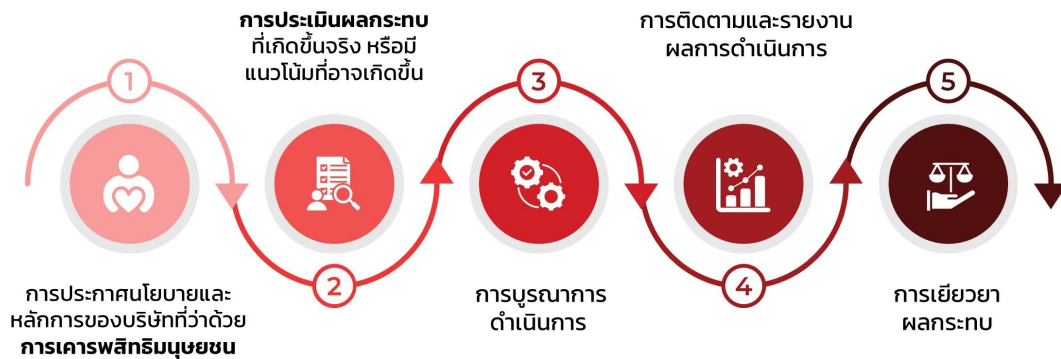 1
การประกาศนโยบายและ
หลักการของบริษัทที่ว่าด้วย
การเคารพสิทธิมนุษยชน
การประเมินผลกระทบ
ที่เกิดขึ้นจริง หรือมี
แนวโน้มที่อาจเกิดขึ้น
2
3
การบูรณาการ
ดำเนินการ
การติดตามและรายงาน
ผลการดำเนินการ
4
5
การเยียวยา
ผลกระทบ